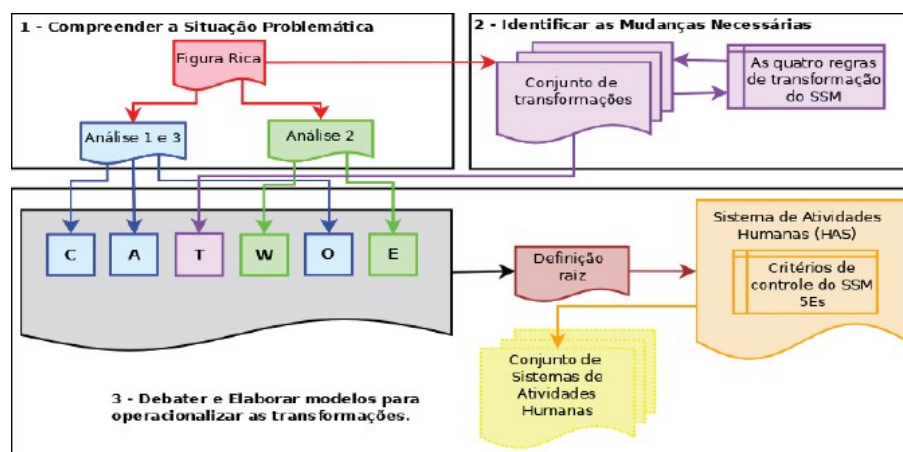 1 - Compreender a Situação Problemática
Figura Rica
Análise 1 e 3
Análise 2
2 - Identificar as Mudanças Necessárias
Conjunto de
transformações
As quatro regras
de transformação
do SSM
C
A
T
W
O
E
Definição
raiz
Sistema de Atividades
Humanas (HAS)
Critérios de
controle do SSM
5Es
Conjunto de
Sistemas de
Atividades
Humanas
3 - Debater e Elaborar modelos para
operacionalizar as transformações.